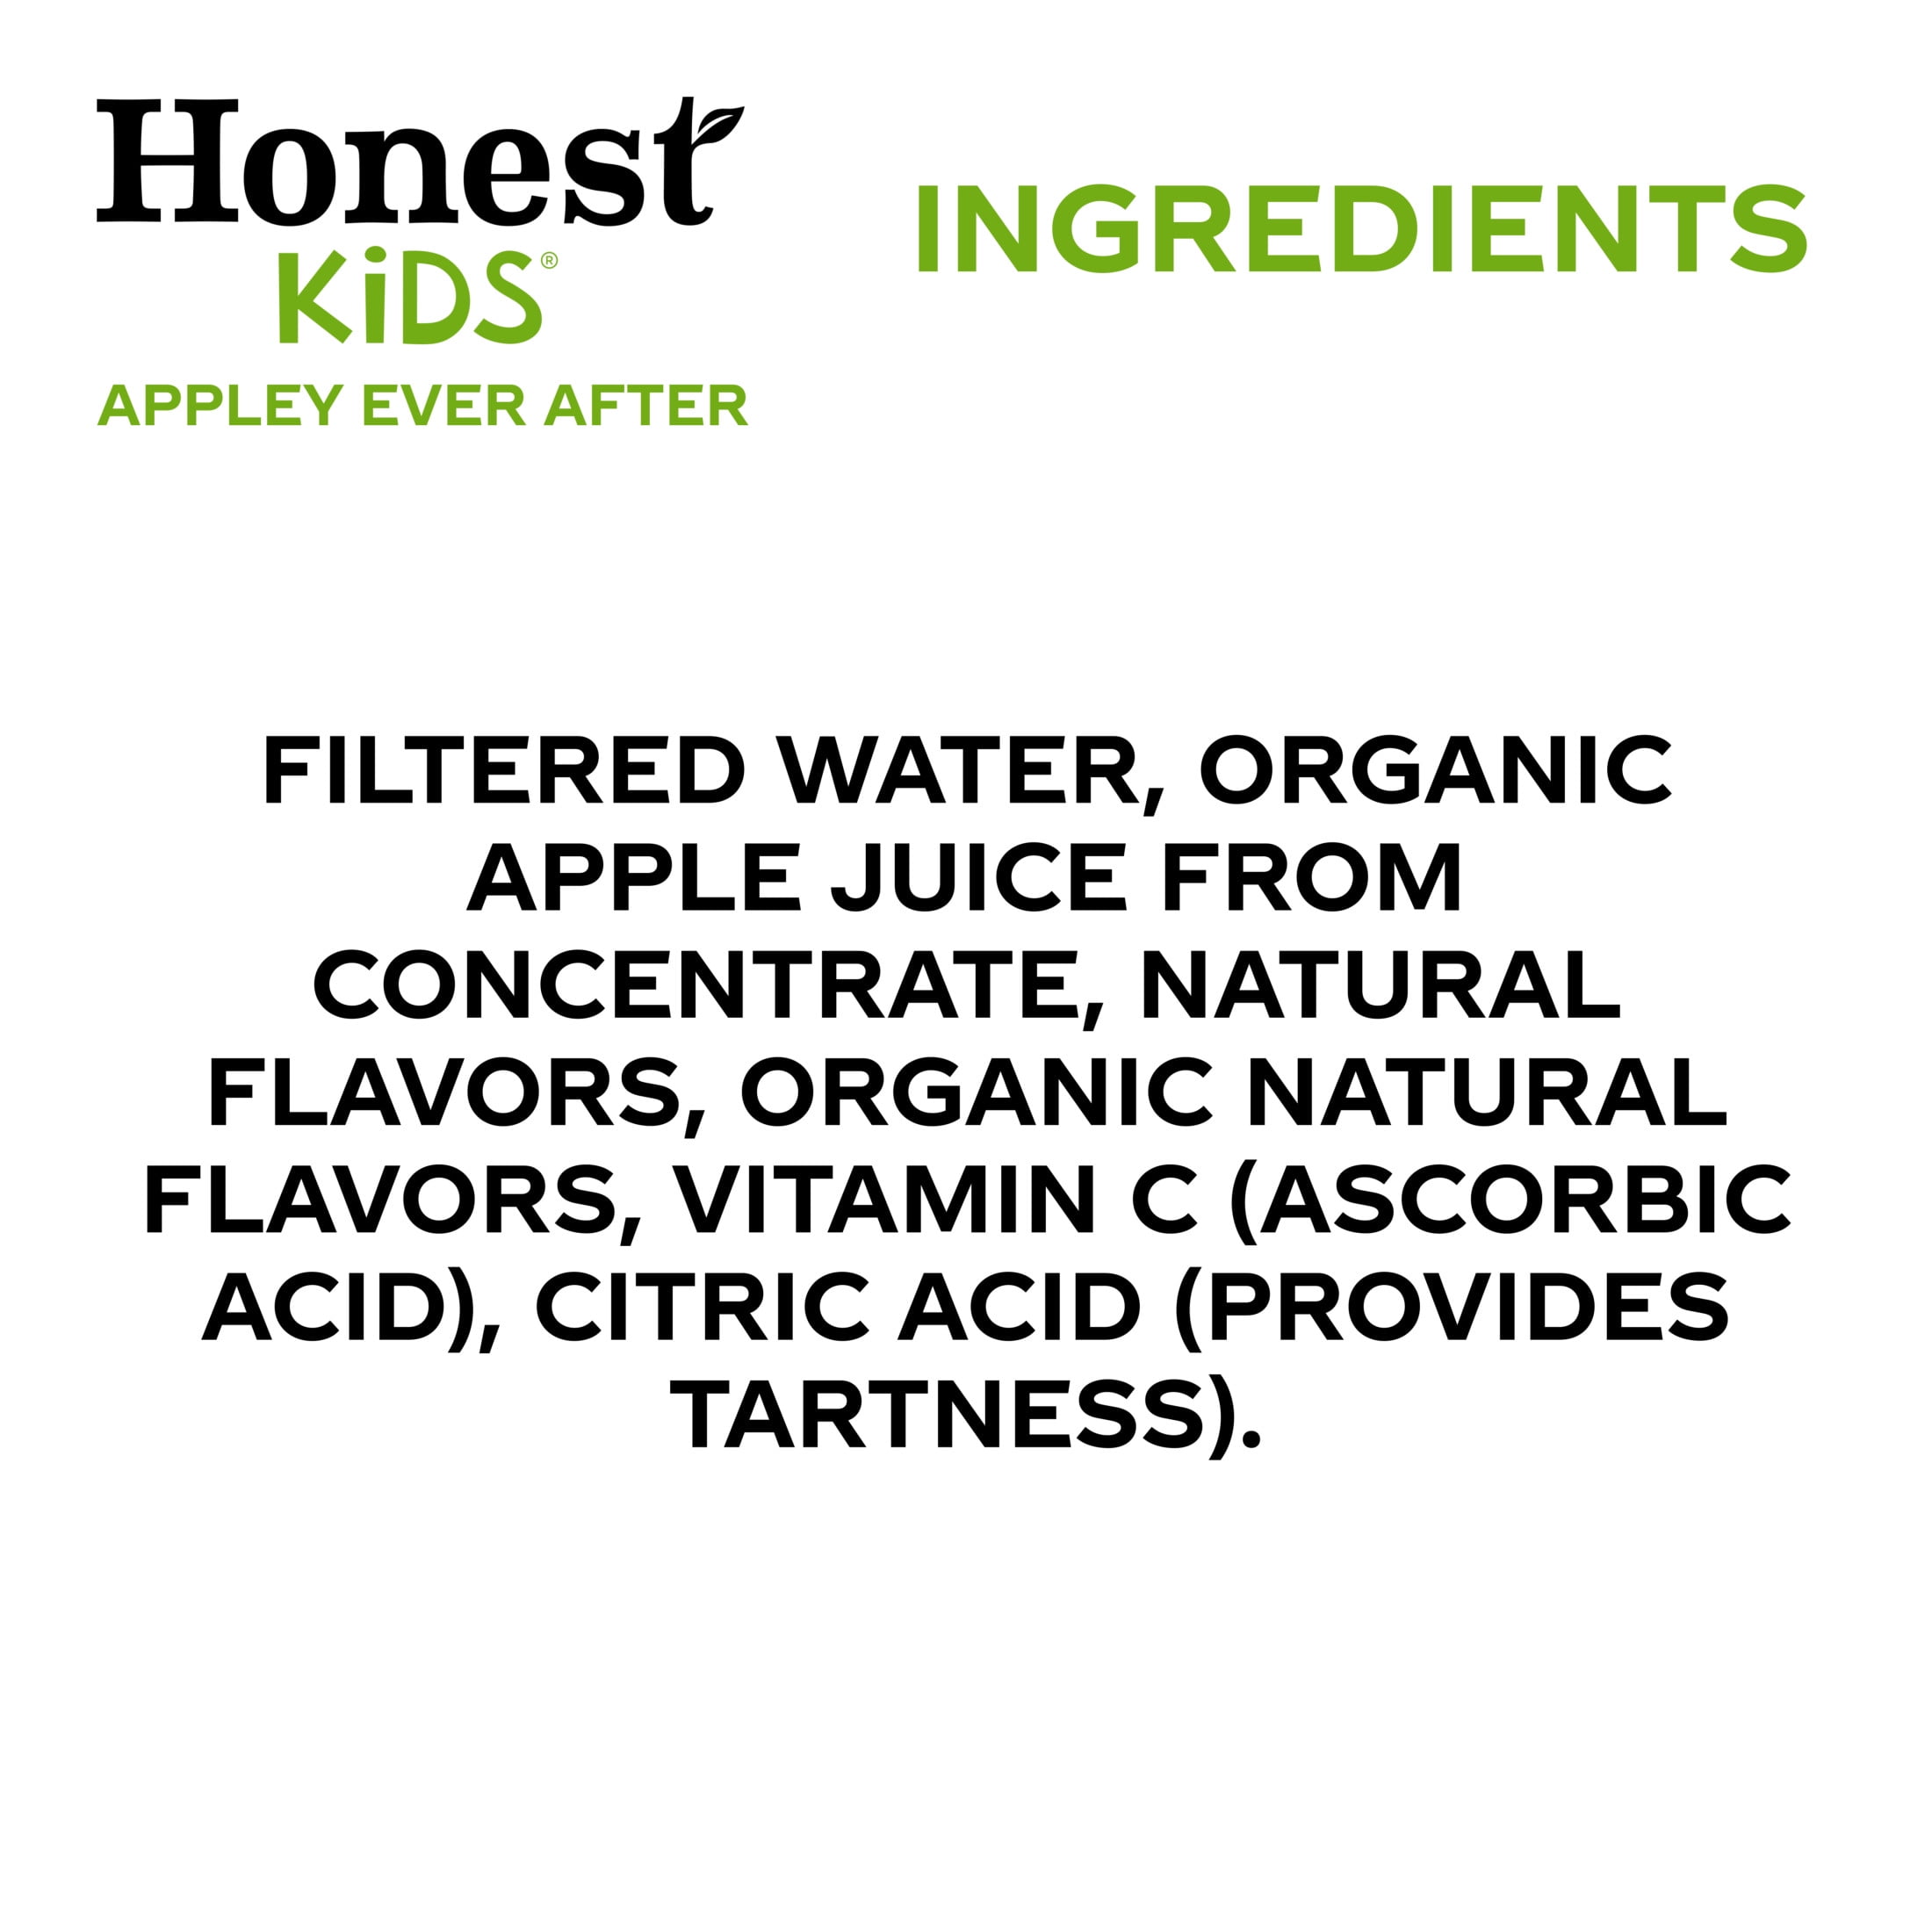 Honest
KiDS®
APPLEY EVER AFTER
INGREDIENTS
FILTERED WATER, ORGANIC
APPLE JUICE FROM
CONCENTRATE, NATURAL
FLAVORS, ORGANIC NATURAL
FLAVORS, VITAMIN C (ASCORBIC
ACID), CITRIC ACID (PROVIDES
TARTNESS).